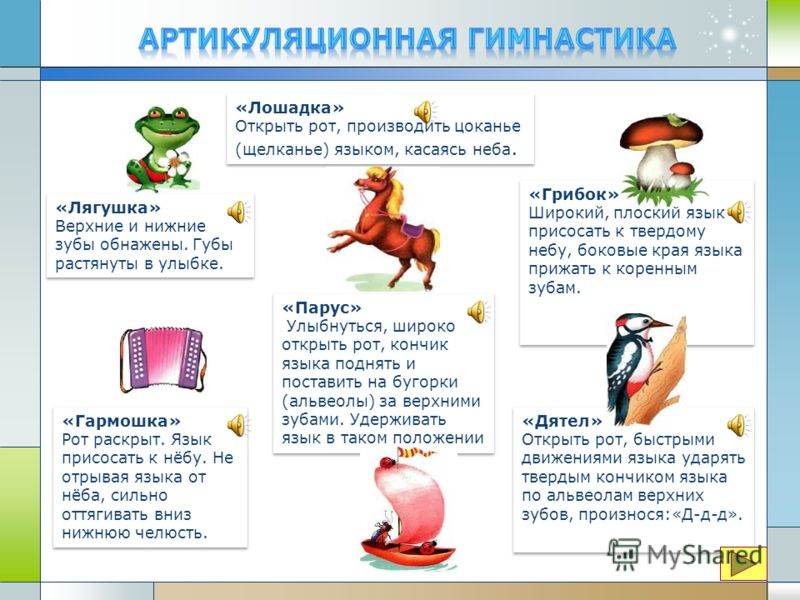 АРТИКУЛЯЦИОННАЯ ГИМНАСТИКА
«Лошадка»
Открыть рот, производить цоканье
(щелканье) языком, касаясь неба.
«Лягушка»
Верхние и нижние
зубы обнажены. Губы
растянуты в улыбке.
«Грибок»
Широкий, плоский язык
присосать к твердому
небу, боковые края языка
прижать к коренным
зубам.
«Парус»
Улыбнуться, широко
открыть рот, кончик
языка поднять и
поставить на бугорки
(альвеолы) за верхними
зубами. Удерживать
язык в таком положении
«Гармошка»
Рот раскрыт. Язык
присосать к нёбу. Не
отрывая языка от
нёба, сильно
оттягивать вниз
нижнюю челюсть.
«Дятел»
Открыть рот, быстрыми
движениями языка ударять
твердым кончиком языка
по альвеолам верхних
зубов, произнося:«Д-д-д».
MyShared